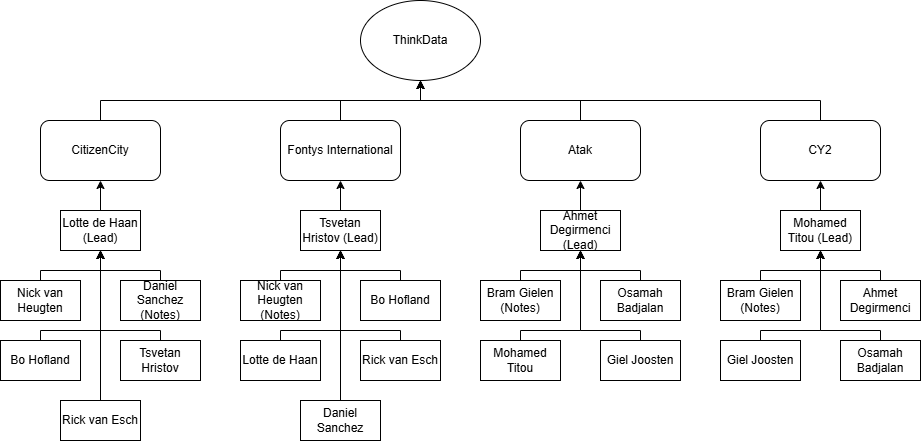 ThinkData
CitizenCity
Fontys International
Atak
CY2
Lotte de Haan
(Lead)
Tsvetan
Hristov (Lead)
Ahmet
Degirmenci
(Lead)
Mohamed
Titou (Lead)
Nick van
Heugten
Daniel
Sanchez
(Notes)
Nick van
Heugten
(Notes)
Bo Hofland
Bram Gielen
(Notes)
Osamah
Badjalan
Bram Gielen
(Notes)
Ahmet
Degirmenci
Bo Hofland
Tsvetan
Hristov
Lotte de Haan
Rick van Esch
Mohamed
Titou
Giel Joosten
Giel Joosten
Osamah
Badjalan
Rick van Esch
Daniel
Sanchez